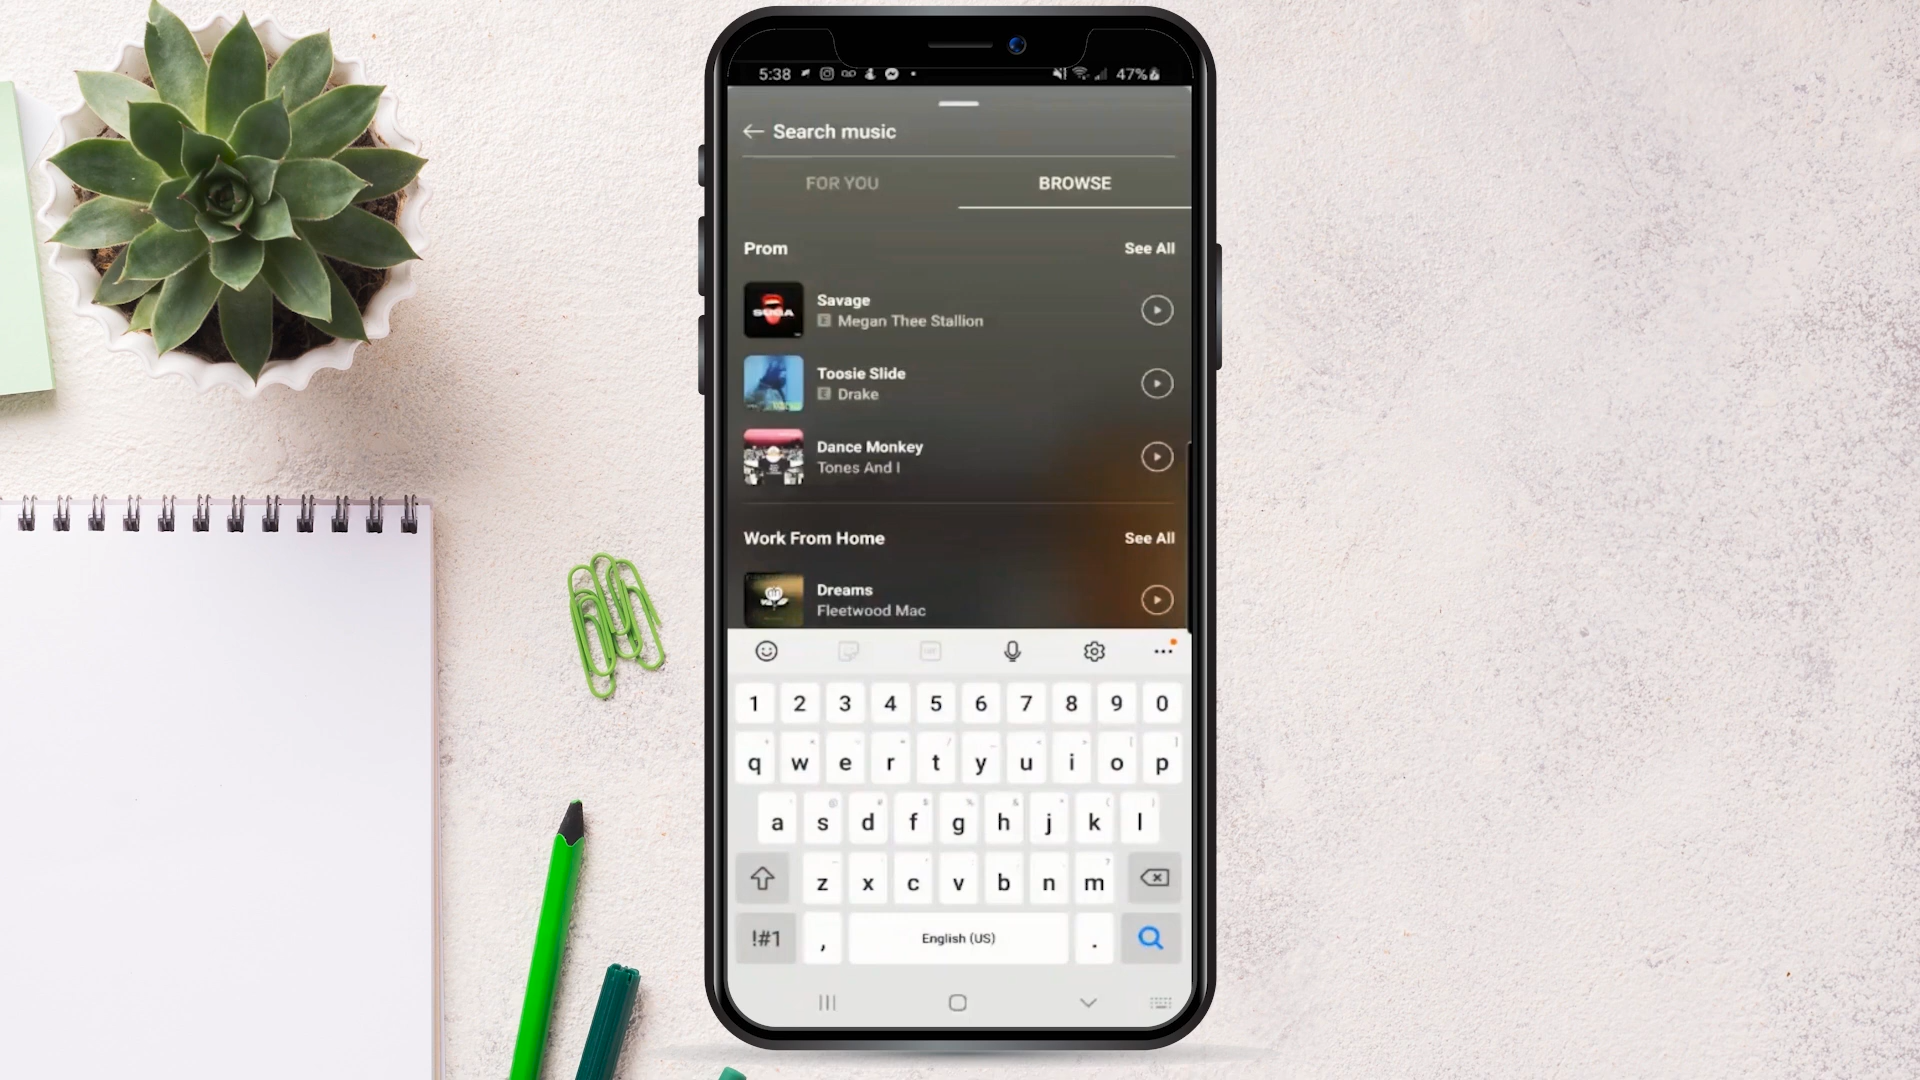 5:38 47%
Search music
FOR YOU BROWSE
Prom See All
SUGA
Savage
E Megan Thee Stallion
Toosie Slide
E Drake
Dance Monkey
Tones And I
Work From Home See All
Dreams
Fleetwood Mac
1 2 3 4 5 6 7 8 9 0
q w e r t y u i o p
a s d f g h j k l
z x c v b n m
!#1 , English (US) .